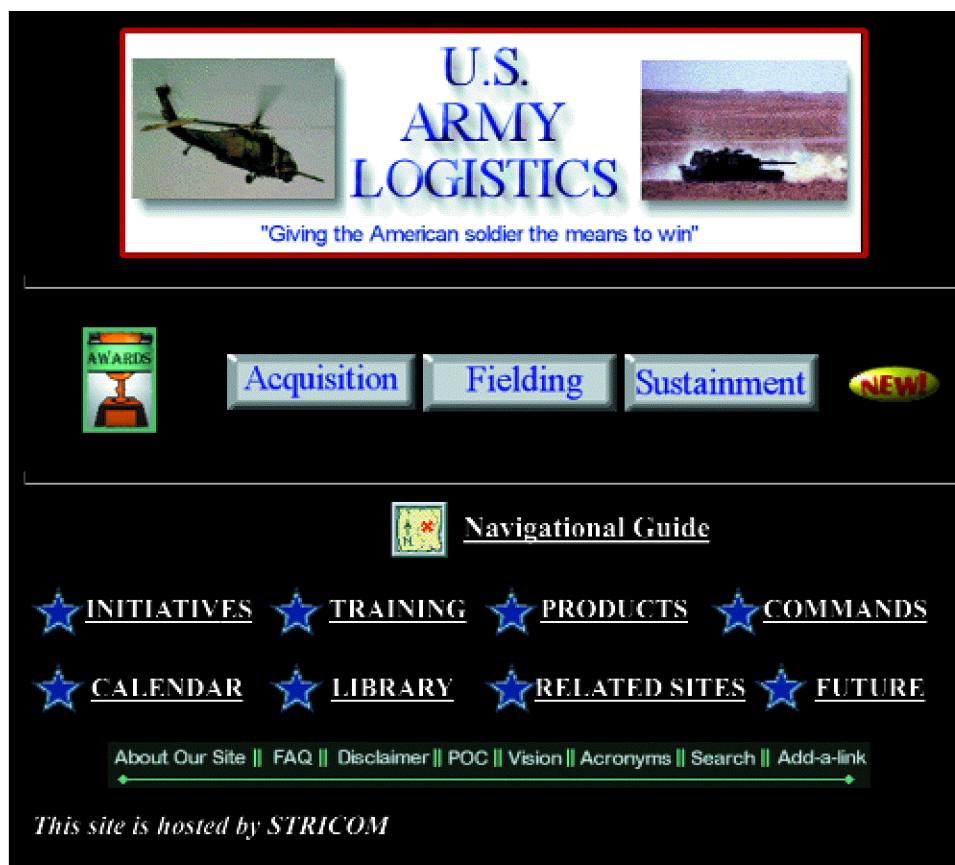 U.S.
ARMY
LOGISTICS
"Giving the American soldier the means to win"
AWARDS
Acquisition Fielding Sustainment NEW!
Navigational Guide
INITIATIVES TRAINING PRODUCTS COMMANDS
CALENDAR LIBRARY RELATED SITES FUTURE
About Our Site || FAQ || Disclaimer || POC || Vision || Acronyms || Search || Add-a-link
This site is hosted by STRICOM